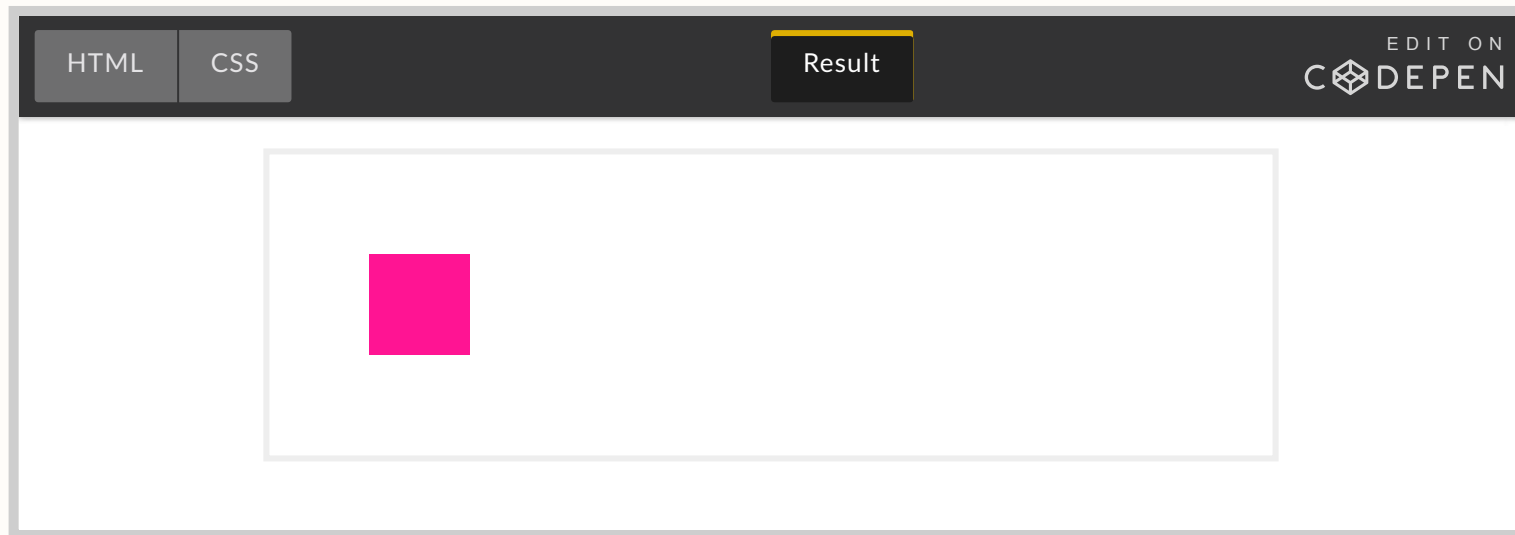 HTML
CSS
Result
EDIT ON
CODEPEN